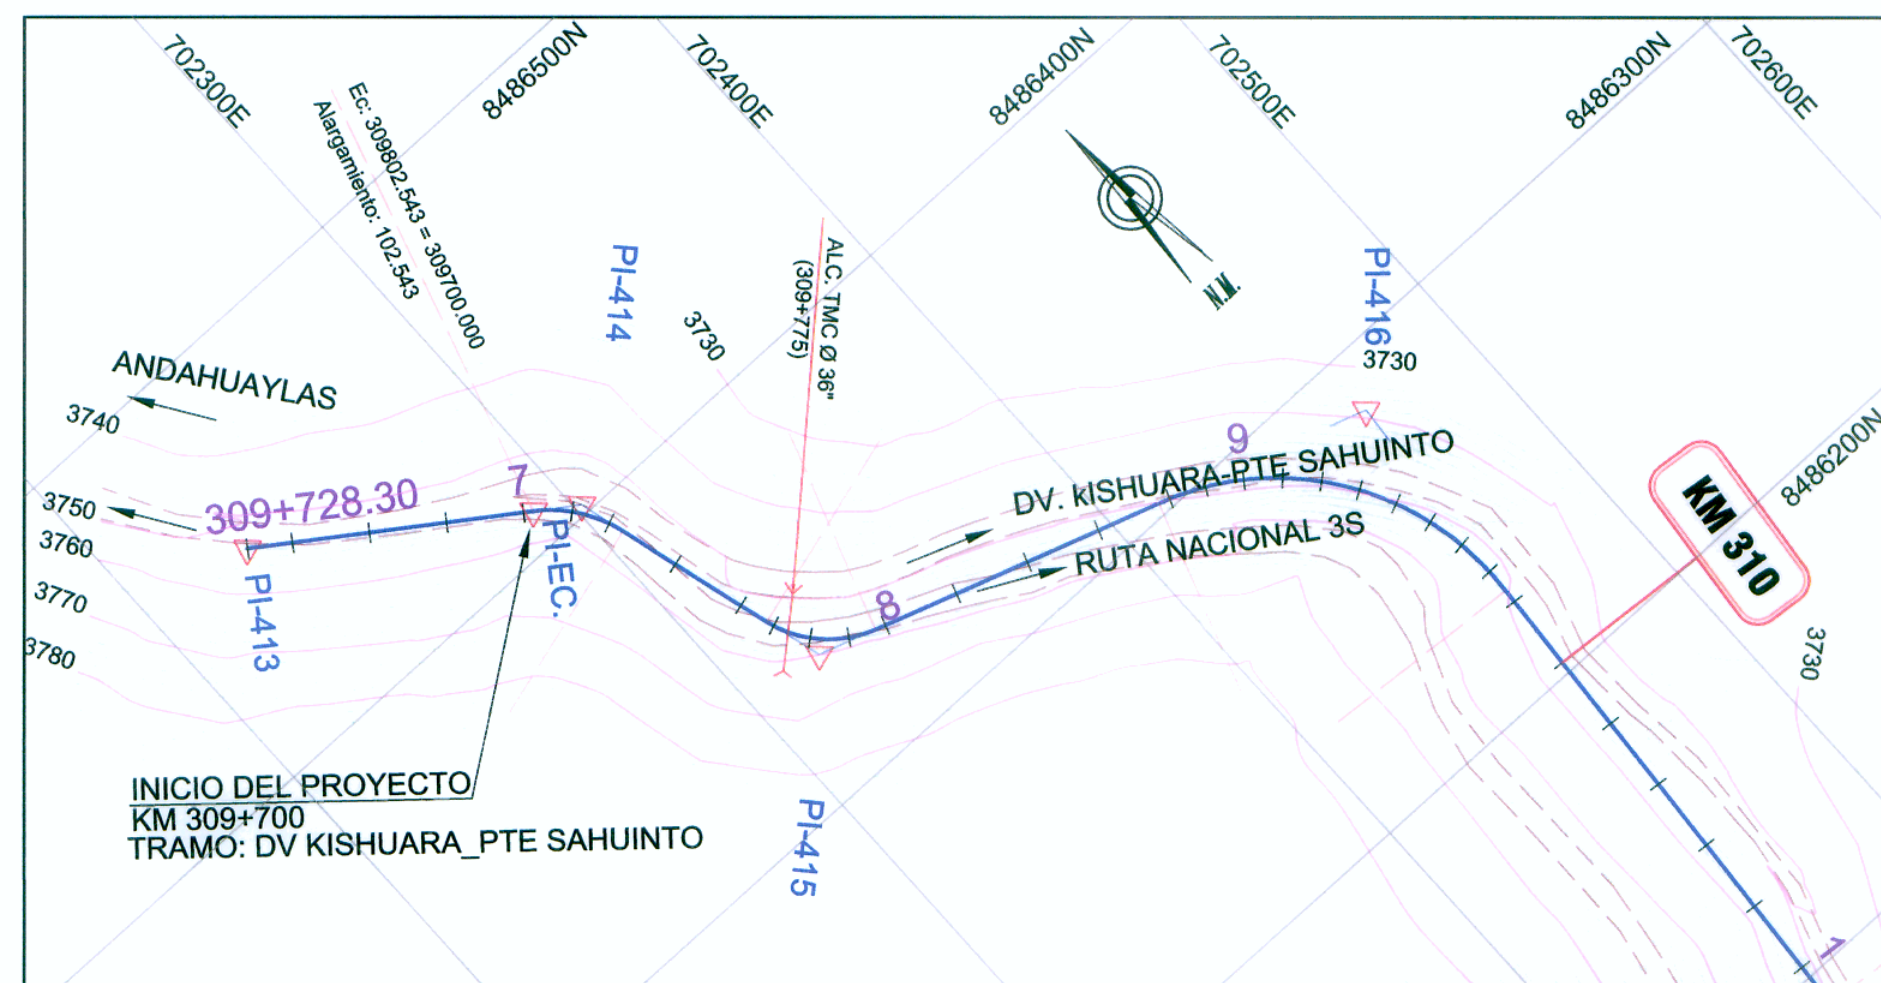 702300E
8486500N
702400E
8486400N
702500E
8486300N
702600E
Ec: 309802.543 = 309700.000
Alargamiento: 102.543
PI-414
ALC. TMC Ø 36"
(309+775)
3730
N.M.
PI-416
3730
ANDAHUAYLAS
3740
3750
3760
3770
3780
309+728.30
7
PI-EC.
PI-413
8
9
DV. kISHUARA-PTE SAHUINTO
RUTA NACIONAL 3S
KM 310
8486200N
3730
INICIO DEL PROYECTO
KM 309+700
TRAMO: DV KISHUARA_PTE SAHUINTO
PI-415
1